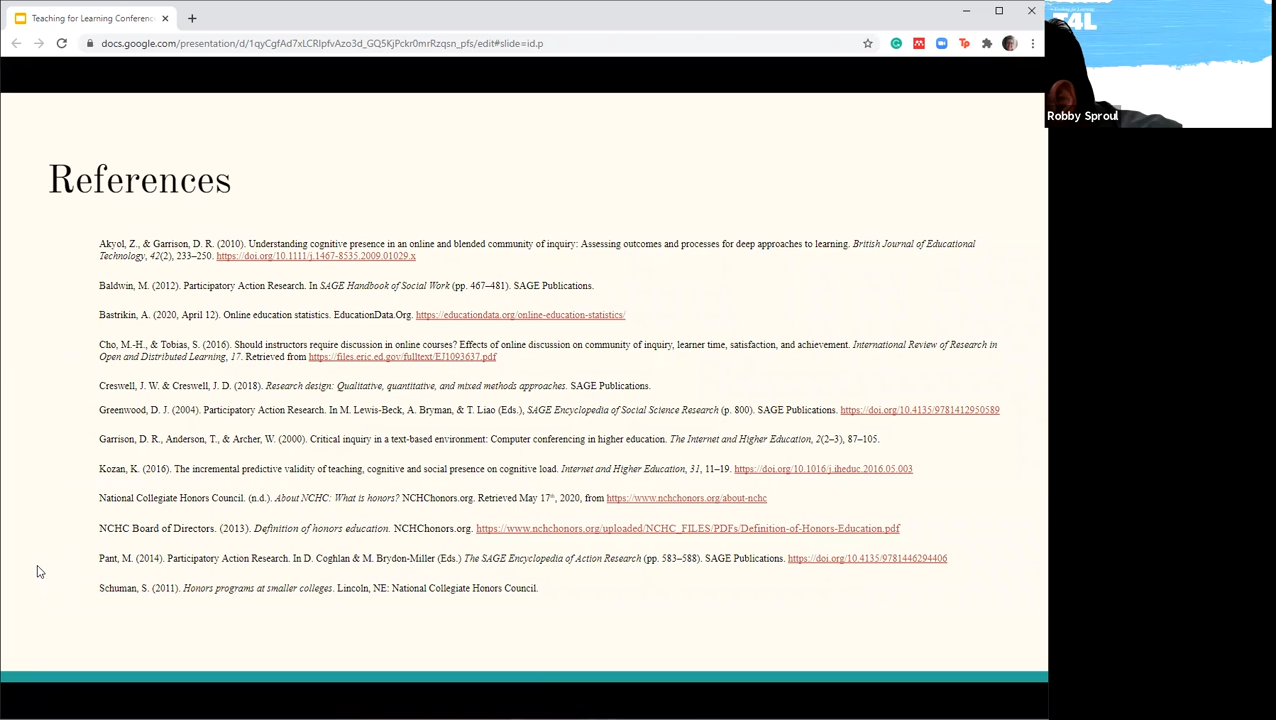 Teaching for Learning Conferenc
docs.google.com/presentation/d/1qyCgfAd7xLCRIpfvAzo3d_GQ5KjPckr0mrRzqsn_pfs/edit#slide=id.p
T4L
Robby Sproul
References
Akyol, Z., & Garrison, D. R. (2010). Understanding cognitive presence in an online and blended community of inquiry: Assessing outcomes and processes for deep approaches to learning. British Journal of Educational
Technology, 42(2), 233–250. https://doi.org/10.1111/j.1467-8535.2009.01029.x
Baldwin, M. (2012). Participatory Action Research. In SAGE Handbook of Social Work (pp. 467–481). SAGE Publications.
Bastrikin, A. (2020, April 12). Online education statistics. EducationData.Org. https://educationdata.org/online-education-statistics/
Cho, M.-H., & Tobias, S. (2016). Should instructors require discussion in online courses? Effects of online discussion on community of inquiry, learner time, satisfaction, and achievement. International Review of Research in
Open and Distributed Learning, 17. Retrieved from https://files.eric.ed.gov/fulltext/EJ1093637.pdf
Creswell, J. W. & Creswell, J. D. (2018). Research design: Qualitative, quantitative, and mixed methods approaches. SAGE Publications.
Greenwood, D. J. (2004). Participatory Action Research. In M. Lewis-Beck, A. Bryman, & T. Liao (Eds.), SAGE Encyclopedia of Social Science Research (p. 800). SAGE Publications. https://doi.org/10.4135/9781412950589
Garrison, D. R., Anderson, T., & Archer, W. (2000). Critical inquiry in a text-based environment: Computer conferencing in higher education. The Internet and Higher Education, 2(2–3), 87–105.
Kozan, K. (2016). The incremental predictive validity of teaching, cognitive and social presence on cognitive load. Internet and Higher Education, 31, 11–19. https://doi.org/10.1016/j.iheduc.2016.05.003
National Collegiate Honors Council. (n.d.). About NCHC: What is honors? NCHChonors.org. Retrieved May 17th, 2020, from https://www.nchchonors.org/about-nchc
NCHC Board of Directors. (2013). Definition of honors education. NCHChonors.org. https://www.nchchonors.org/uploaded/NCHC_FILES/PDFs/Definition-of-Honors-Education.pdf
Pant, M. (2014). Participatory Action Research. In D. Coghlan & M. Brydon-Miller (Eds.) The SAGE Encyclopedia of Action Research (pp. 583–588). SAGE Publications. https://doi.org/10.4135/9781446294406
Schuman, S. (2011). Honors programs at smaller colleges. Lincoln, NE: National Collegiate Honors Council.